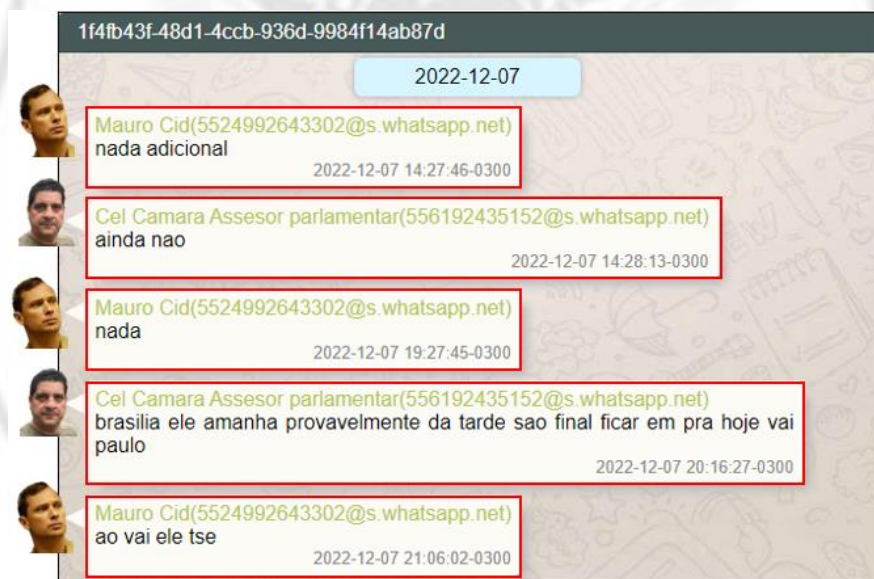 1f4fb43f-48d1-4ccb-936d-9984f14ab87d
2022-12-07
Mauro Cid(5524992643302@s.whatsapp.net)
nada adicional
2022-12-07 14:27:46-0300
Cel Camara Assesor parlamentar(556192435152@s.whatsapp.net)
ainda nao
2022-12-07 14:28:13-0300
Mauro Cid(5524992643302@s.whatsapp.net)
nada
2022-12-07 19:27:45-0300
Cel Camara Assesor parlamentar(556192435152@s.whatsapp.net)
brasilia ele amanha provavelmente da tarde sao final ficar em pra hoje vai
paulo
2022-12-07 20:16:27-0300
Mauro Cid(5524992643302@s.whatsapp.net)
ao vai ele tse
2022-12-07 21:06:02-0300